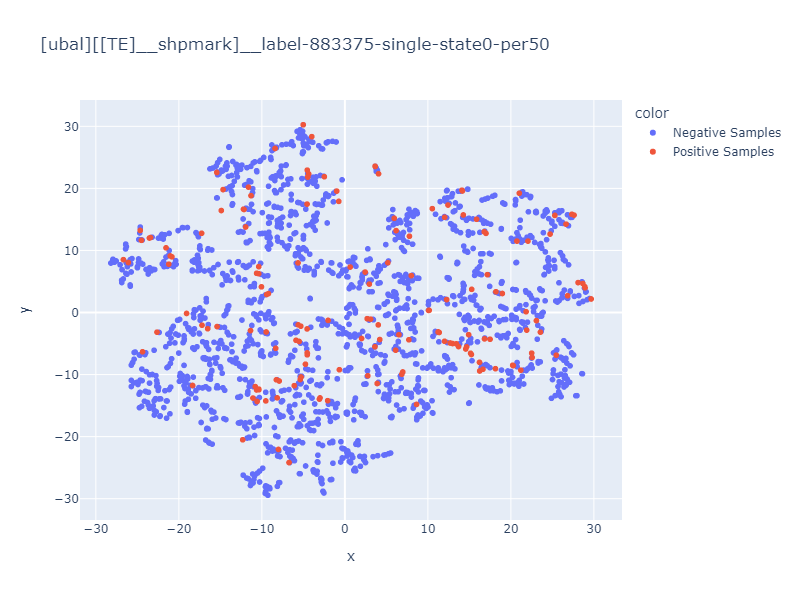 [ubal][[TE]__shpmark]__label-883375-single-state0-per50
color
Negative Samples
Positive Samples
y
30
20
10
0
−10
−20
−30
−30
−20
−10
0
10
20
30
x